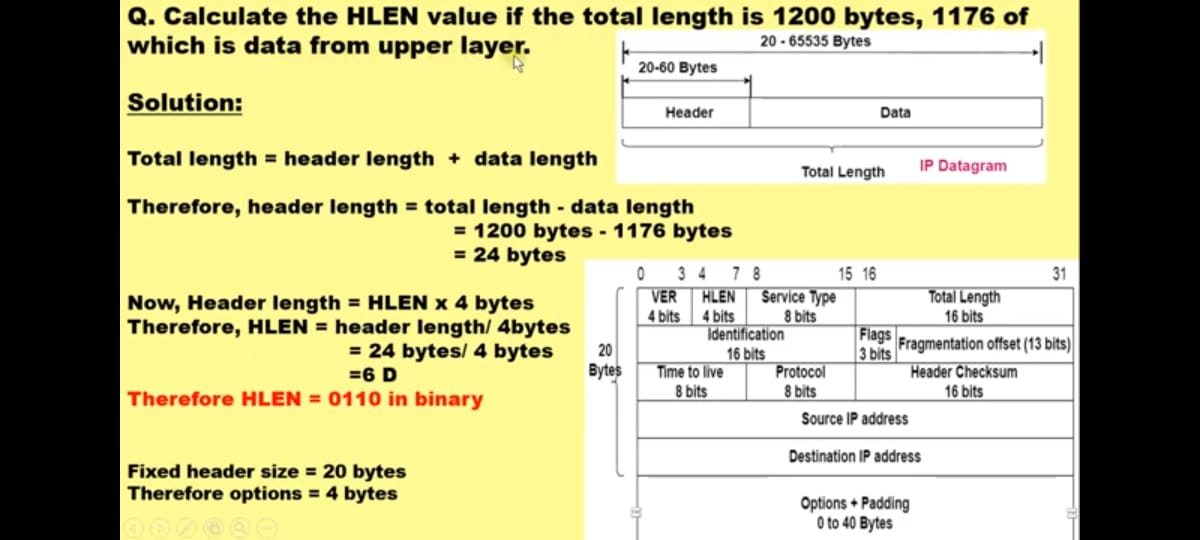 Q. Calculate the HLEN value if the total length is 1200 bytes, 1176 of
which is data from upper layer.
20 - 65535 Bytes
20-60 Bytes
Header
Data
Total Length
IP Datagram
Solution:
Total length = header length + data length
Therefore, header length = total length - data length
= 1200 bytes - 1176 bytes
= 24 bytes
Now, Header length = HLEN x 4 bytes
Therefore, HLEN = header length/ 4bytes
= 24 bytes/ 4 bytes
=6 D
Therefore HLEN = 0110 in binary
Fixed header size = 20 bytes
Therefore options = 4 bytes
0 3 4 7 8 15 16 31
VER HLEN Service Type Total Length
4 bits 4 bits 8 bits 16 bits
Identification Flags Fragmentation offset (13 bits)
16 bits 3 bits
20
Bytes
Time to live Protocol Header Checksum
8 bits 8 bits 16 bits
Source IP address
Destination IP address
Options + Padding
0 to 40 Bytes